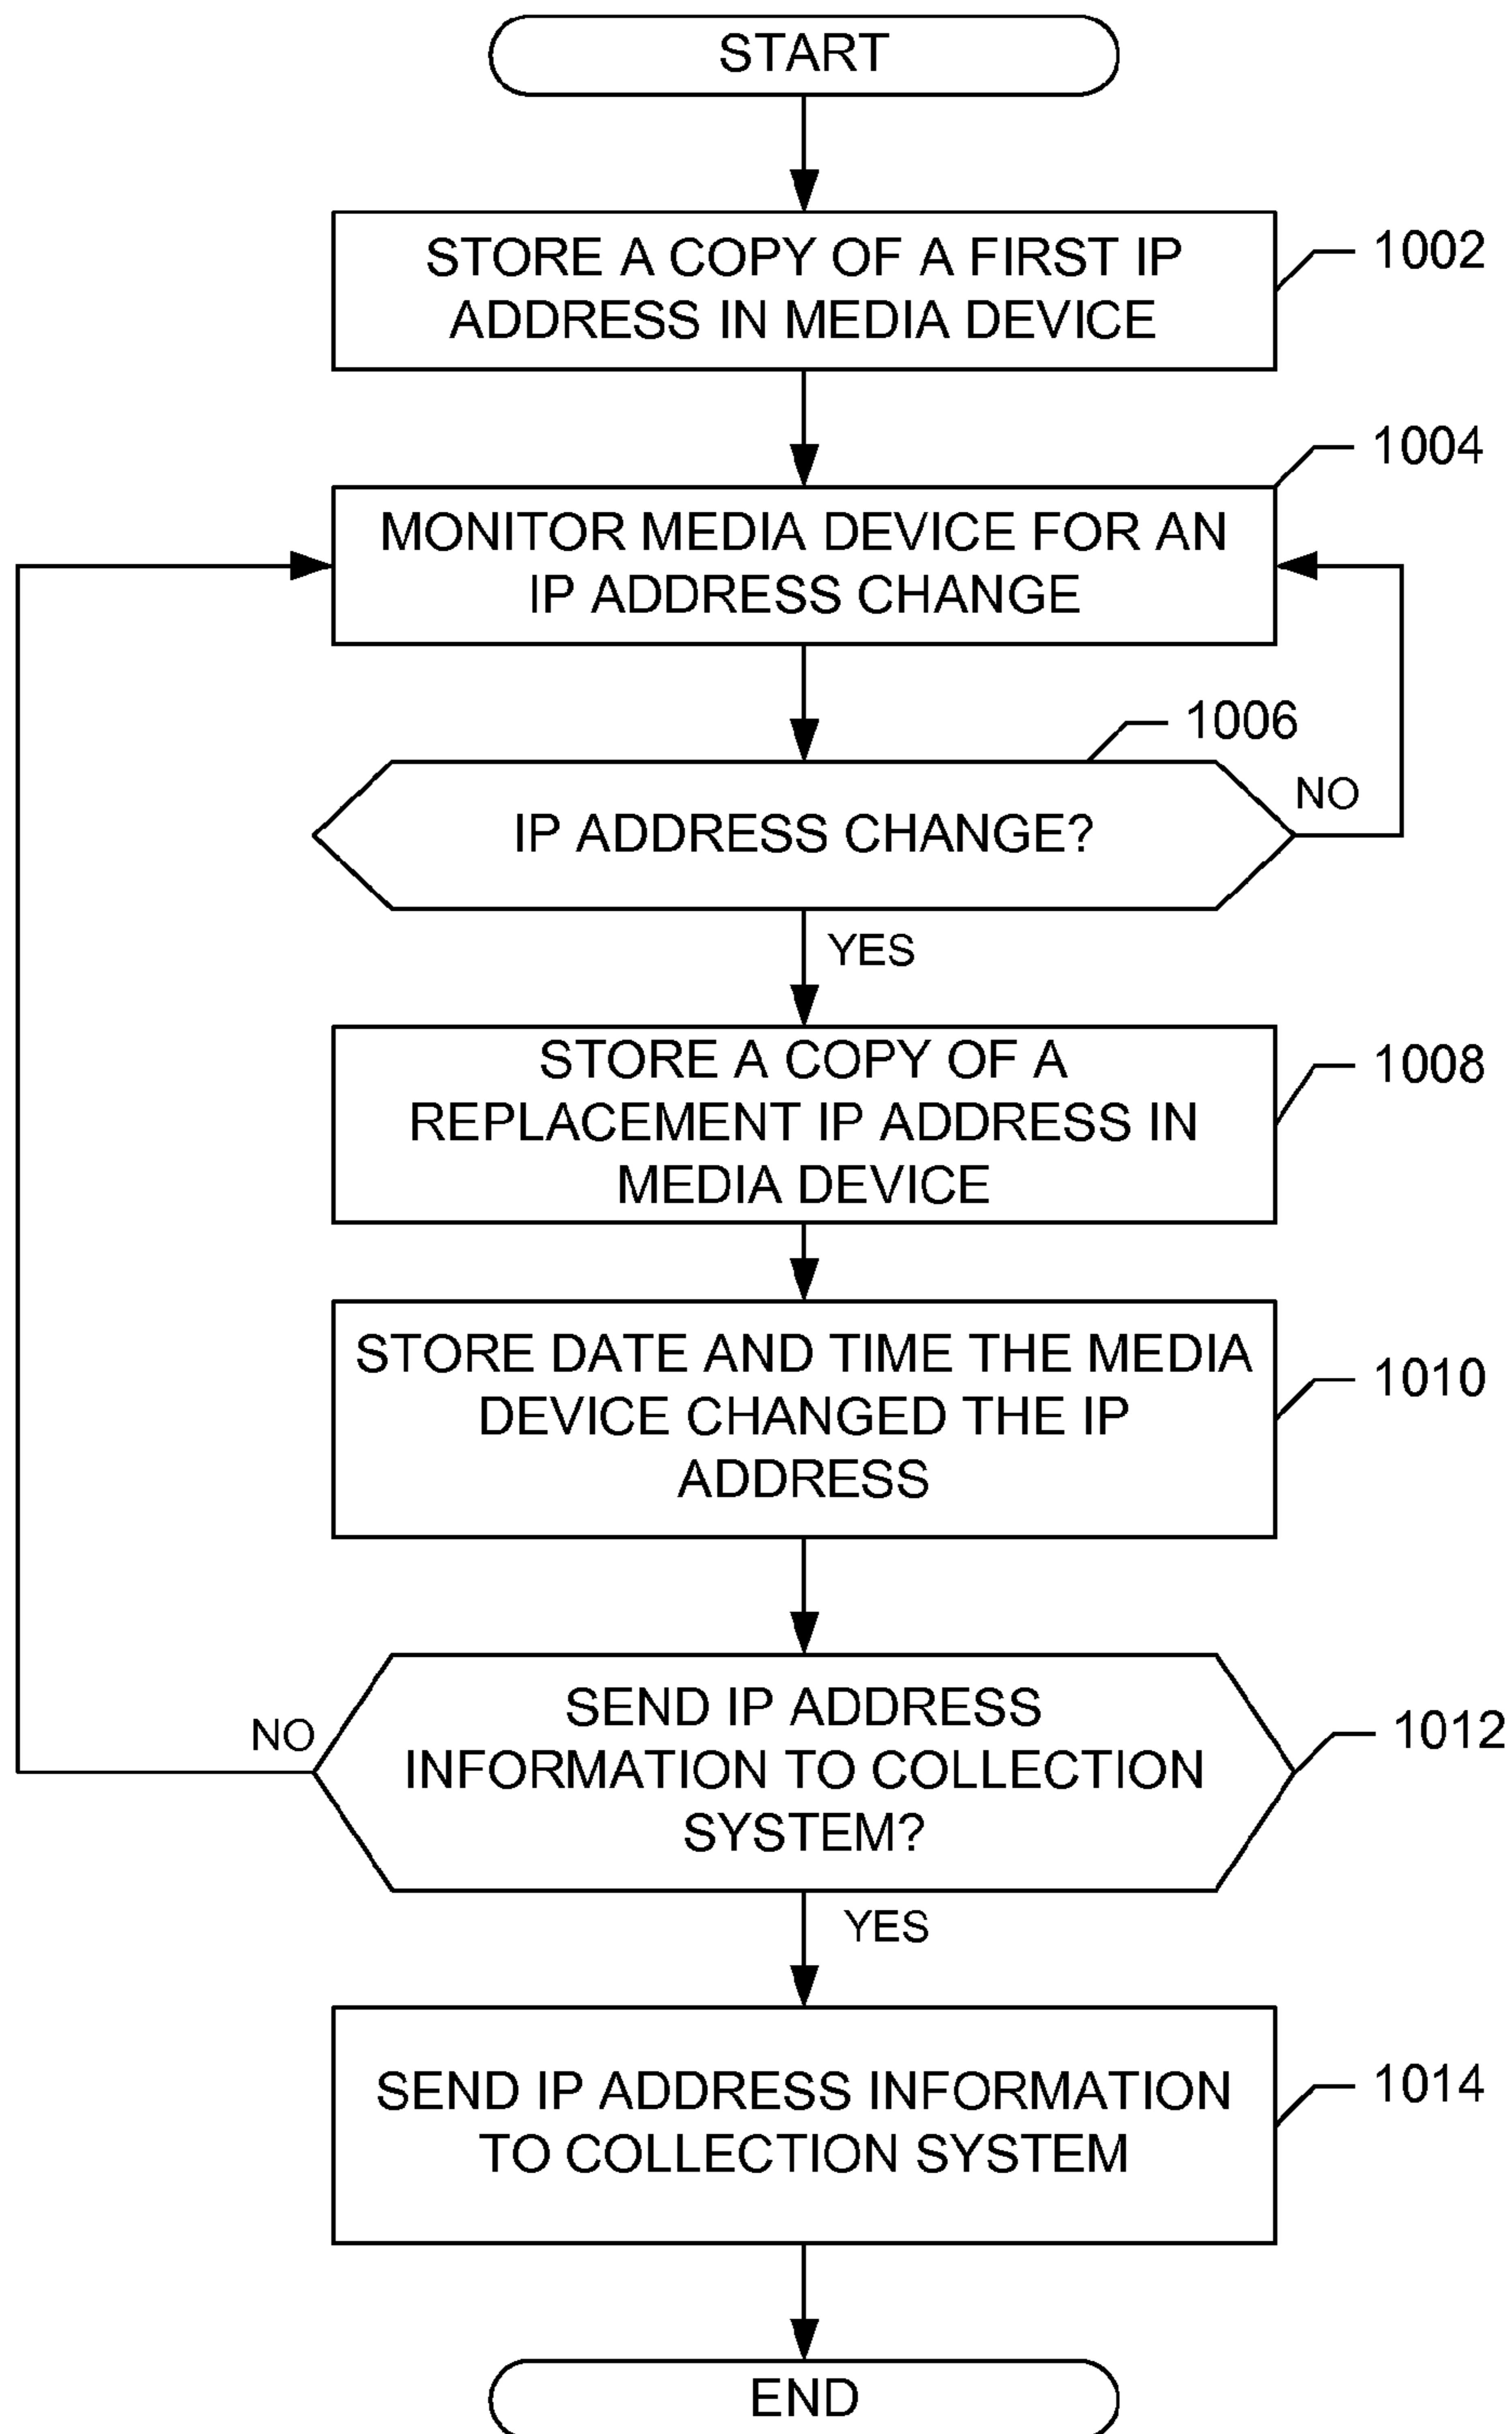 START
STORE A COPY OF A FIRST IP
ADDRESS IN MEDIA DEVICE
1002
MONITOR MEDIA DEVICE FOR AN
IP ADDRESS CHANGE
1004
IP ADDRESS CHANGE?
1006
NO
YES
STORE A COPY OF A
REPLACEMENT IP ADDRESS IN
MEDIA DEVICE
1008
STORE DATE AND TIME THE MEDIA
DEVICE CHANGED THE IP
ADDRESS
1010
SEND IP ADDRESS
INFORMATION TO COLLECTION
SYSTEM?
1012
NO
YES
SEND IP ADDRESS INFORMATION
TO COLLECTION SYSTEM
1014
END